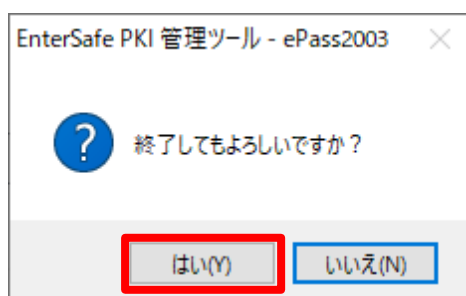 EnterSafe PKI 管理ツール - ePass2003
終了してもよろしいですか？
はい(Y)
いいえ(N)